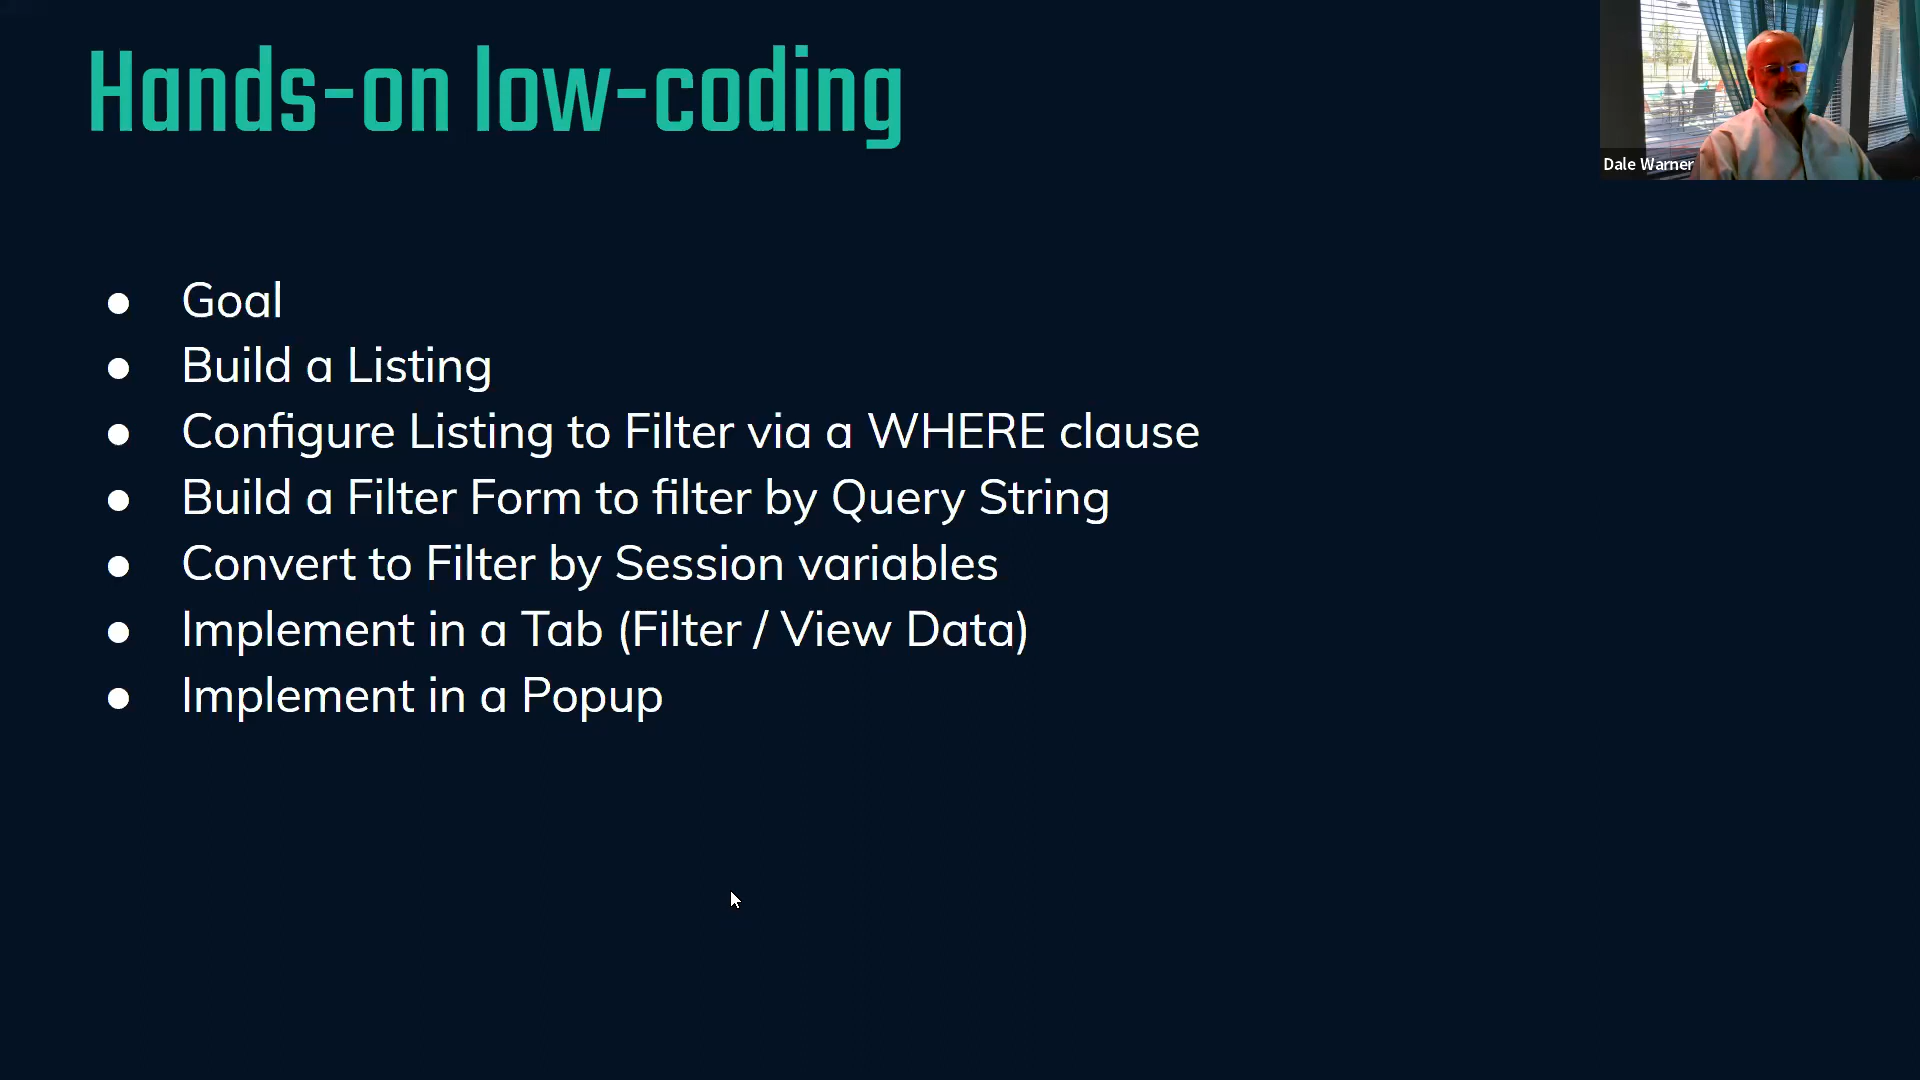 Hands-on low-coding
Dale Warner
● Goal
● Build a Listing
● Configure Listing to Filter via a WHERE clause
● Build a Filter Form to filter by Query String
● Convert to Filter by Session variables
● Implement in a Tab (Filter / View Data)
● Implement in a Popup